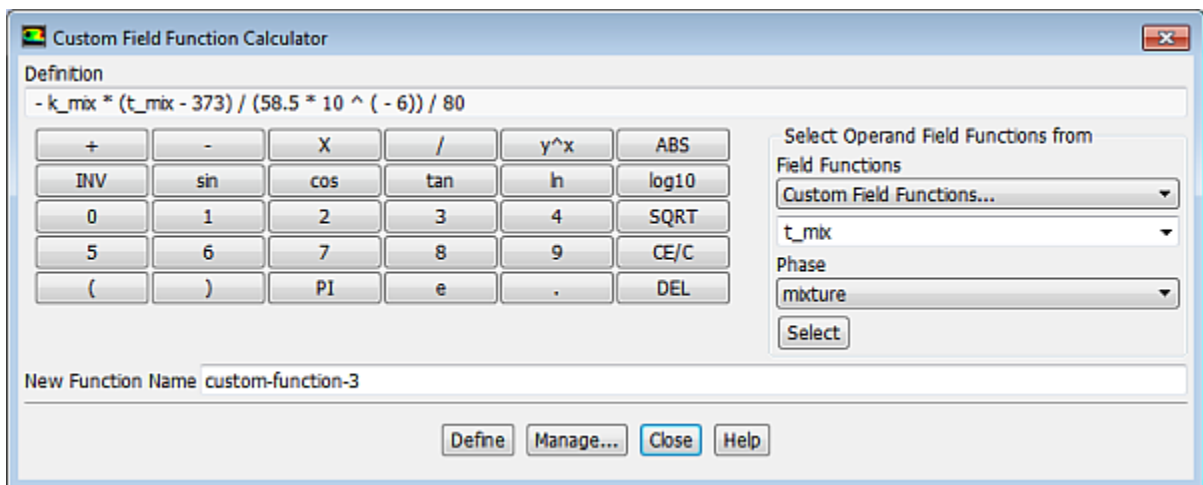 Custom Field Function Calculator
Definition
- k_mix * (t_mix - 373) / (58.5 * 10 ^ ( - 6)) / 80
+ - X / y^x ABS
INV sin cos tan ln log10
0 1 2 3 4 SQRT
5 6 7 8 9 CE/C
( ) PI e . DEL
Select Operand Field Functions from
Field Functions
Custom Field Functions...
t_mix
Phase
mixture
Select
New Function Name custom-function-3
Define Manage... Close Help